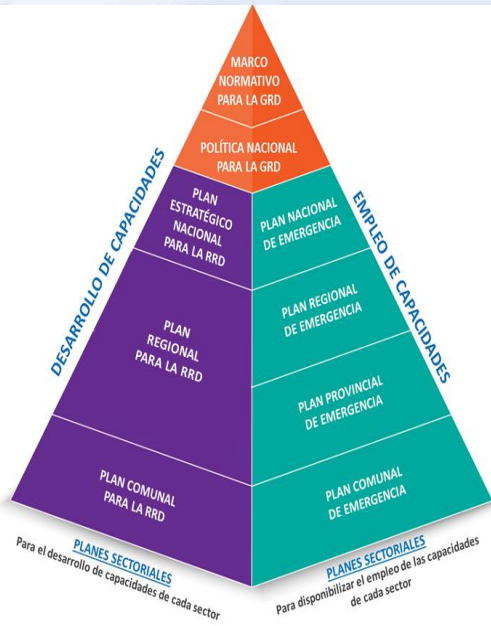 MARCO
NORMATIVO
PARA LA GRD
POLÍTICA NACIONAL
PARA LA GRD
DESARROLLO DE CAPACIDADES
PLAN
ESTRATÉGICO
NACIONAL
PARA LA RRD
PLAN
REGIONAL
PARA LA RRD
PLAN COMUNAL
PARA LA RRD
PLANES SECTORIALES
Para el desarrollo de capacidades de cada sector
EMPLEO DE CAPACIDADES
PLAN NACIONAL
DE EMERGENCIA
PLAN REGIONAL
DE EMERGENCIA
PLAN PROVINCIAL
DE EMERGENCIA
PLAN COMUNAL
DE EMERGENCIA
PLANES SECTORIALES
Para disponibilizar el empleo de las capacidades
de cada sector